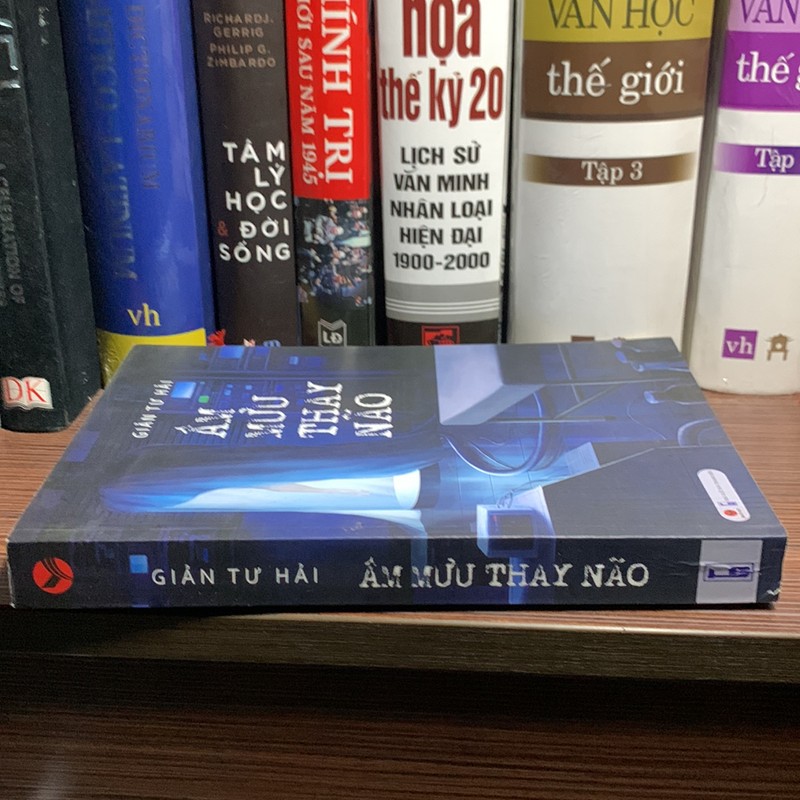 RICHARD J.
GERRIG
PHILIP G.
ZIMBARDO
TÂM
LÝ
HỌC
& ĐỜI
SỐNG
ÍNH TRỊ
ỚI SAU NĂM 1945
LĐ
họa
thế kỷ 20
LỊCH SỬ
VĂN MINH
NHÂN LOẠI
HIỆN ĐẠI
1900-2000
VĂN HỌC
thế giới
Tập 3
VĂN
thế g
Tập
vh
vh
DK
GIẢN TƯ HẢI
ÂM
MƯU
THAY
NÃO
GIẢN TƯ HẢI ÂM MƯU THAY NÃO